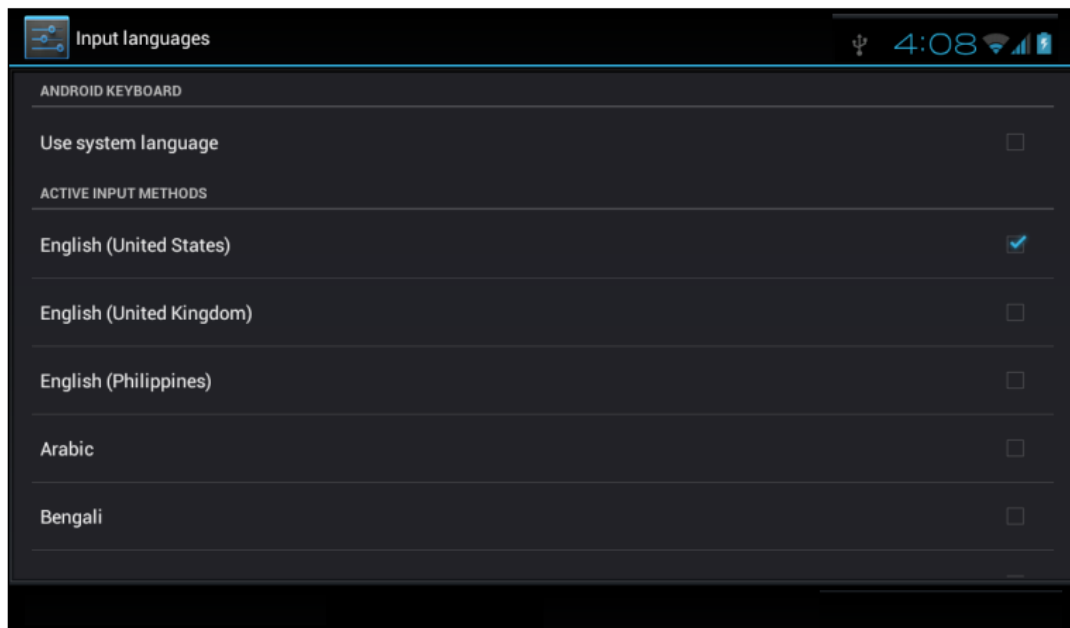 Input languages
4:08
ANDROID KEYBOARD
Use system language
ACTIVE INPUT METHODS
English (United States)
English (United Kingdom)
English (Philippines)
Arabic
Bengali